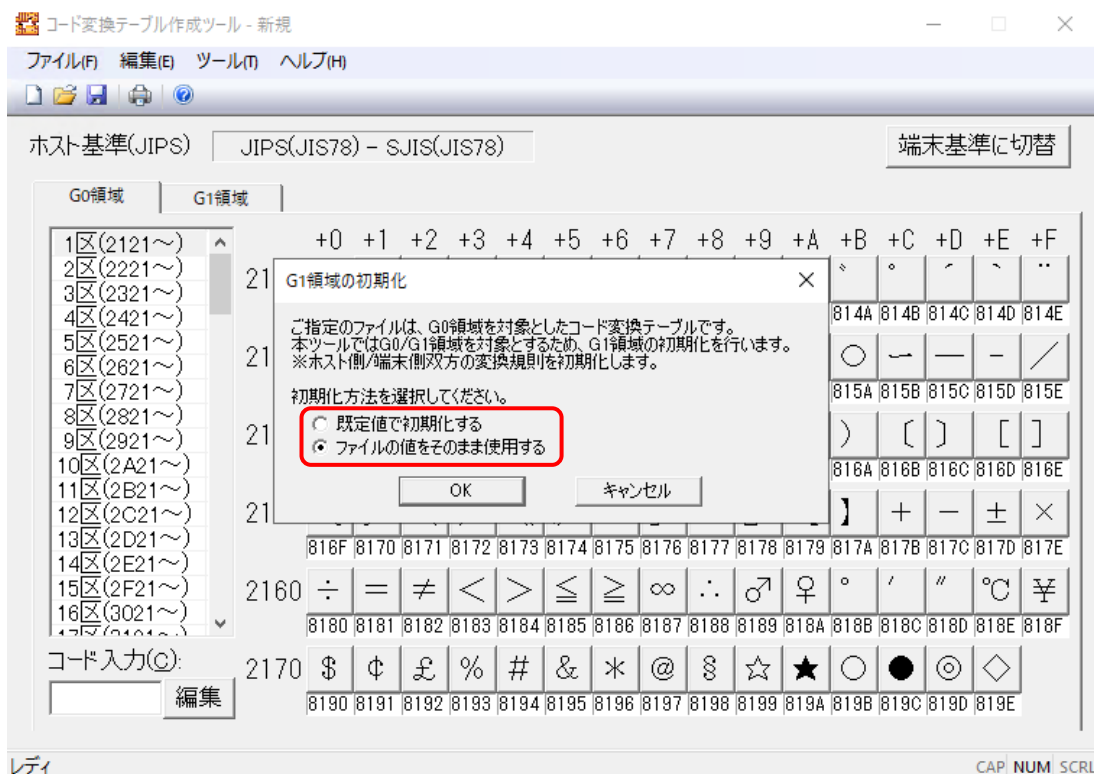 コード変換テーブル作成ツール - 新規
ファイル(F) 編集(E) ツール(T) ヘルプ(H)
ホスト基準(JIPS) JIPS(JIS78) - SJIS(JIS78) 端末基準に切替
G0領域 G1領域
+0 +1 +2 +3 +4 +5 +6 +7 +8 +9 +A +B +C +D +E +F
1区(2121～)
2区(2221～)
3区(2321～)
4区(2421～)
5区(2521～)
6区(2621～)
7区(2721～)
8区(2821～)
9区(2921～)
10区(2A21～)
11区(2B21～)
12区(2C21～)
13区(2D21～)
14区(2E21～)
15区(2F21～)
16区(3021～)
コード入力(C):
編集
G1領域の初期化
ご指定のファイルは、G0領域を対象としたコード変換テーブルです。
本ツールではG0/G1領域を対象とするため、G1領域の初期化を行います。
※ホスト側/端末側双方の変換規則を初期化します。
初期化方法を選択してください。
既定値で初期化する
ファイルの値をそのまま使用する
OK キャンセル
21 ゛ ゜ ´ ｀ ¨
814A 814B 814C 814D 814E
21 ○ ー ― ‐ ／
815A 815B 815C 815D 815E
21 ） 〔 〕 ［ ］
816A 816B 816C 816D 816E
21 】 ＋ － ± ×
816F 8170 8171 8172 8173 8174 8175 8176 8177 8178 8179 817A 817B 817C 817D 817E
2160 ÷ ＝ ≠ ＜ ＞ ≦ ≧ ∞ ∴ ♂ ♀ ° ′ ″ ℃ ￥
8180 8181 8182 8183 8184 8185 8186 8187 8188 8189 818A 818B 818C 818D 818E 818F
2170 ＄ ￠ ￡ ％ ＃ ＆ ＊ ＠ § ☆ ★ ○ ● ◎ ◇
8190 8191 8192 8193 8194 8195 8196 8197 8198 8199 819A 819B 819C 819D 819E
レディ CAP NUM SCRL